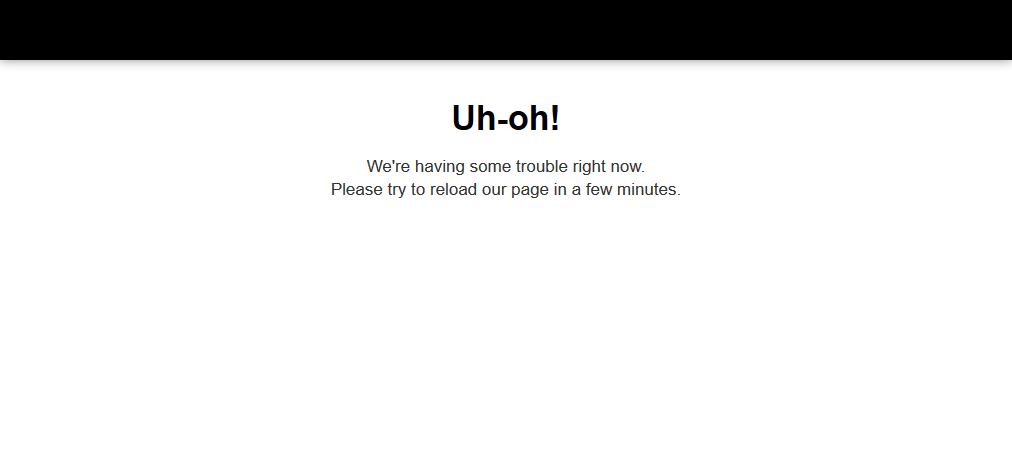 Uh-oh!
We're having some trouble right now.
Please try to reload our page in a few minutes.